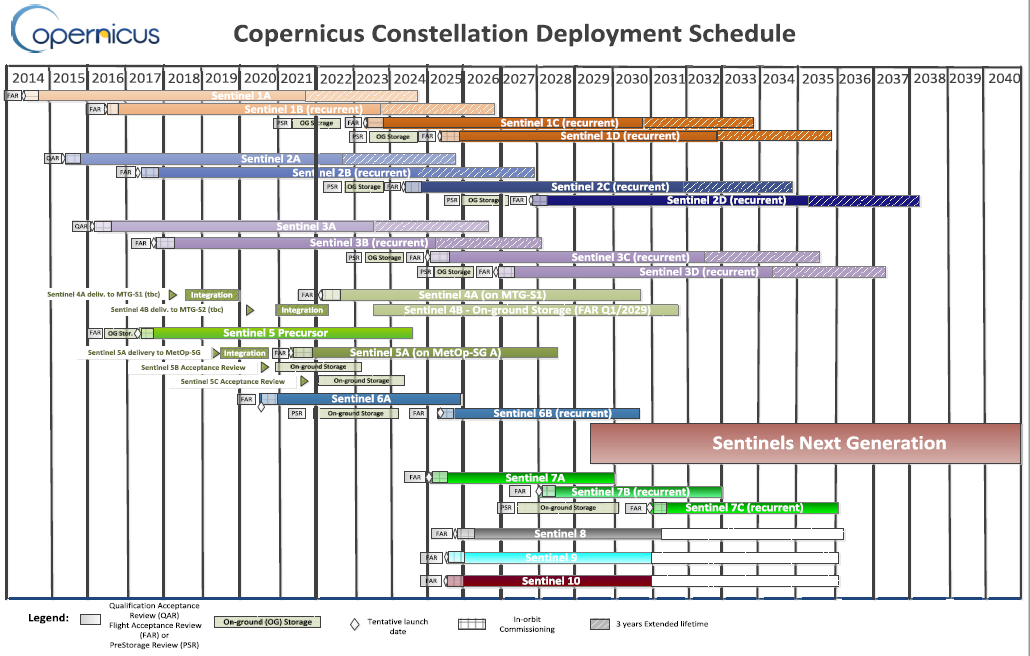 Copernicus
Copernicus Constellation Deployment Schedule
2014 2015 2016 2017 2018 2019 2020 2021 2022 2023 2024 2025 2026 2027 2028 2029 2030 2031 2032 2033 2034 2035 2036 2037 2038 2039 2040
FAR Sentinel 1A
FAR Sentinel 1B (recurrent)
PSR OG Storage FAR Sentinel 1C (recurrent)
PSR OG Storage FAR Sentinel 1D (recurrent)
QAR Sentinel 2A
FAR Sentinel 2B (recurrent)
PSR OG Storage FAR Sentinel 2C (recurrent)
PSR OG Storage FAR Sentinel 2D (recurrent)
QAR Sentinel 3A
FAR Sentinel 3B (recurrent)
PSR OG Storage FAR Sentinel 3C (recurrent)
PSR OG Storage FAR Sentinel 3D (recurrent)
Sentinel 4A deliv. to MTG-S1 (tbc) Integration FAR Sentinel 4A (on MTG-S1)
Sentinel 4B deliv. to MTG-S2 (tbc) Integration Sentinel 4B - On-ground Storage (FAR Q1/2029)
FAR OG Stor. Sentinel 5 Precursor
Sentinel 5A delivery to MetOp-SG Integration FAR Sentinel 5A (on MetOp-SG A)
Sentinel 5B Acceptance Review On-ground Storage
Sentinel 5C Acceptance Review On-ground Storage
FAR Sentinel 6A
PSR On-ground Storage FAR Sentinel 6B (recurrent)
Sentinels Next Generation
FAR Sentinel 7A
FAR Sentinel 7B (recurrent)
PSR On-ground Storage FAR Sentinel 7C (recurrent)
FAR Sentinel 8
FAR Sentinel 9
FAR Sentinel 10
Legend:
Qualification Acceptance
Review (QAR)
Flight Acceptance Review
(FAR) or
PreStorage Review (PSR)
On-ground (OG) Storage
Tentative launch
date
In-orbit
Commissioning
3 years Extended lifetime